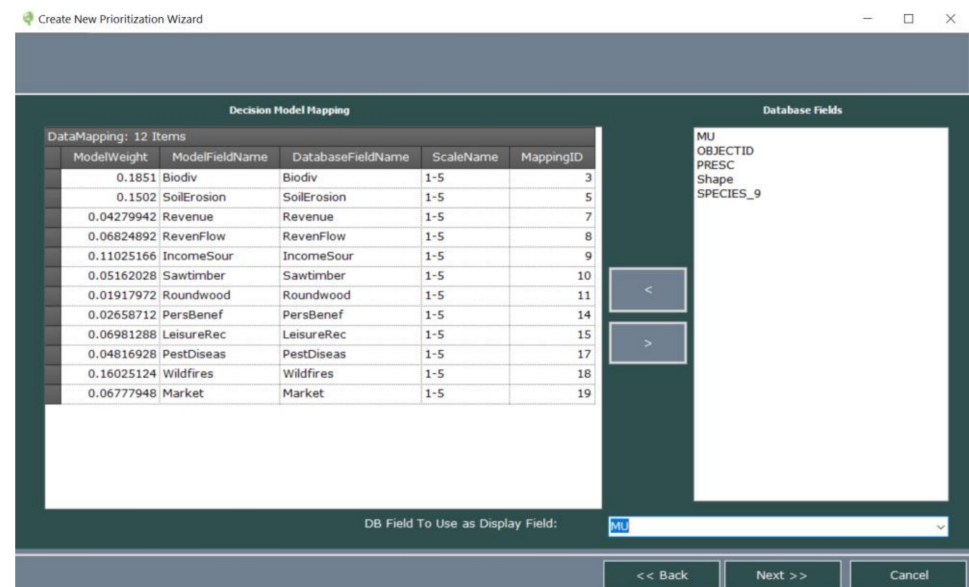 Create New Prioritization Wizard
Decision Model Mapping
Database Fields
DataMapping: 12 Items
ModelWeight ModelFieldName DatabaseFieldName ScaleName MappingID
0.1851 Biodiv Biodiv 1-5 3
0.1502 SoilErosion SoilErosion 1-5 5
0.04279942 Revenue Revenue 1-5 7
0.06824892 RevenFlow RevenFlow 1-5 8
0.11025166 IncomeSour IncomeSour 1-5 9
0.05162028 Sawtimber Sawtimber 1-5 10
0.01917972 Roundwood Roundwood 1-5 11
0.02658712 PersBenef PersBenef 1-5 14
0.06981288 LeisureRec LeisureRec 1-5 15
0.04816928 PestDiseas PestDiseas 1-5 17
0.16025124 Wildfires Wildfires 1-5 18
0.06777948 Market Market 1-5 19
<
>
MU
OBJECTID
PRESC
Shape
SPECIES_9
DB Field To Use as Display Field: MU
<< Back Next >> Cancel